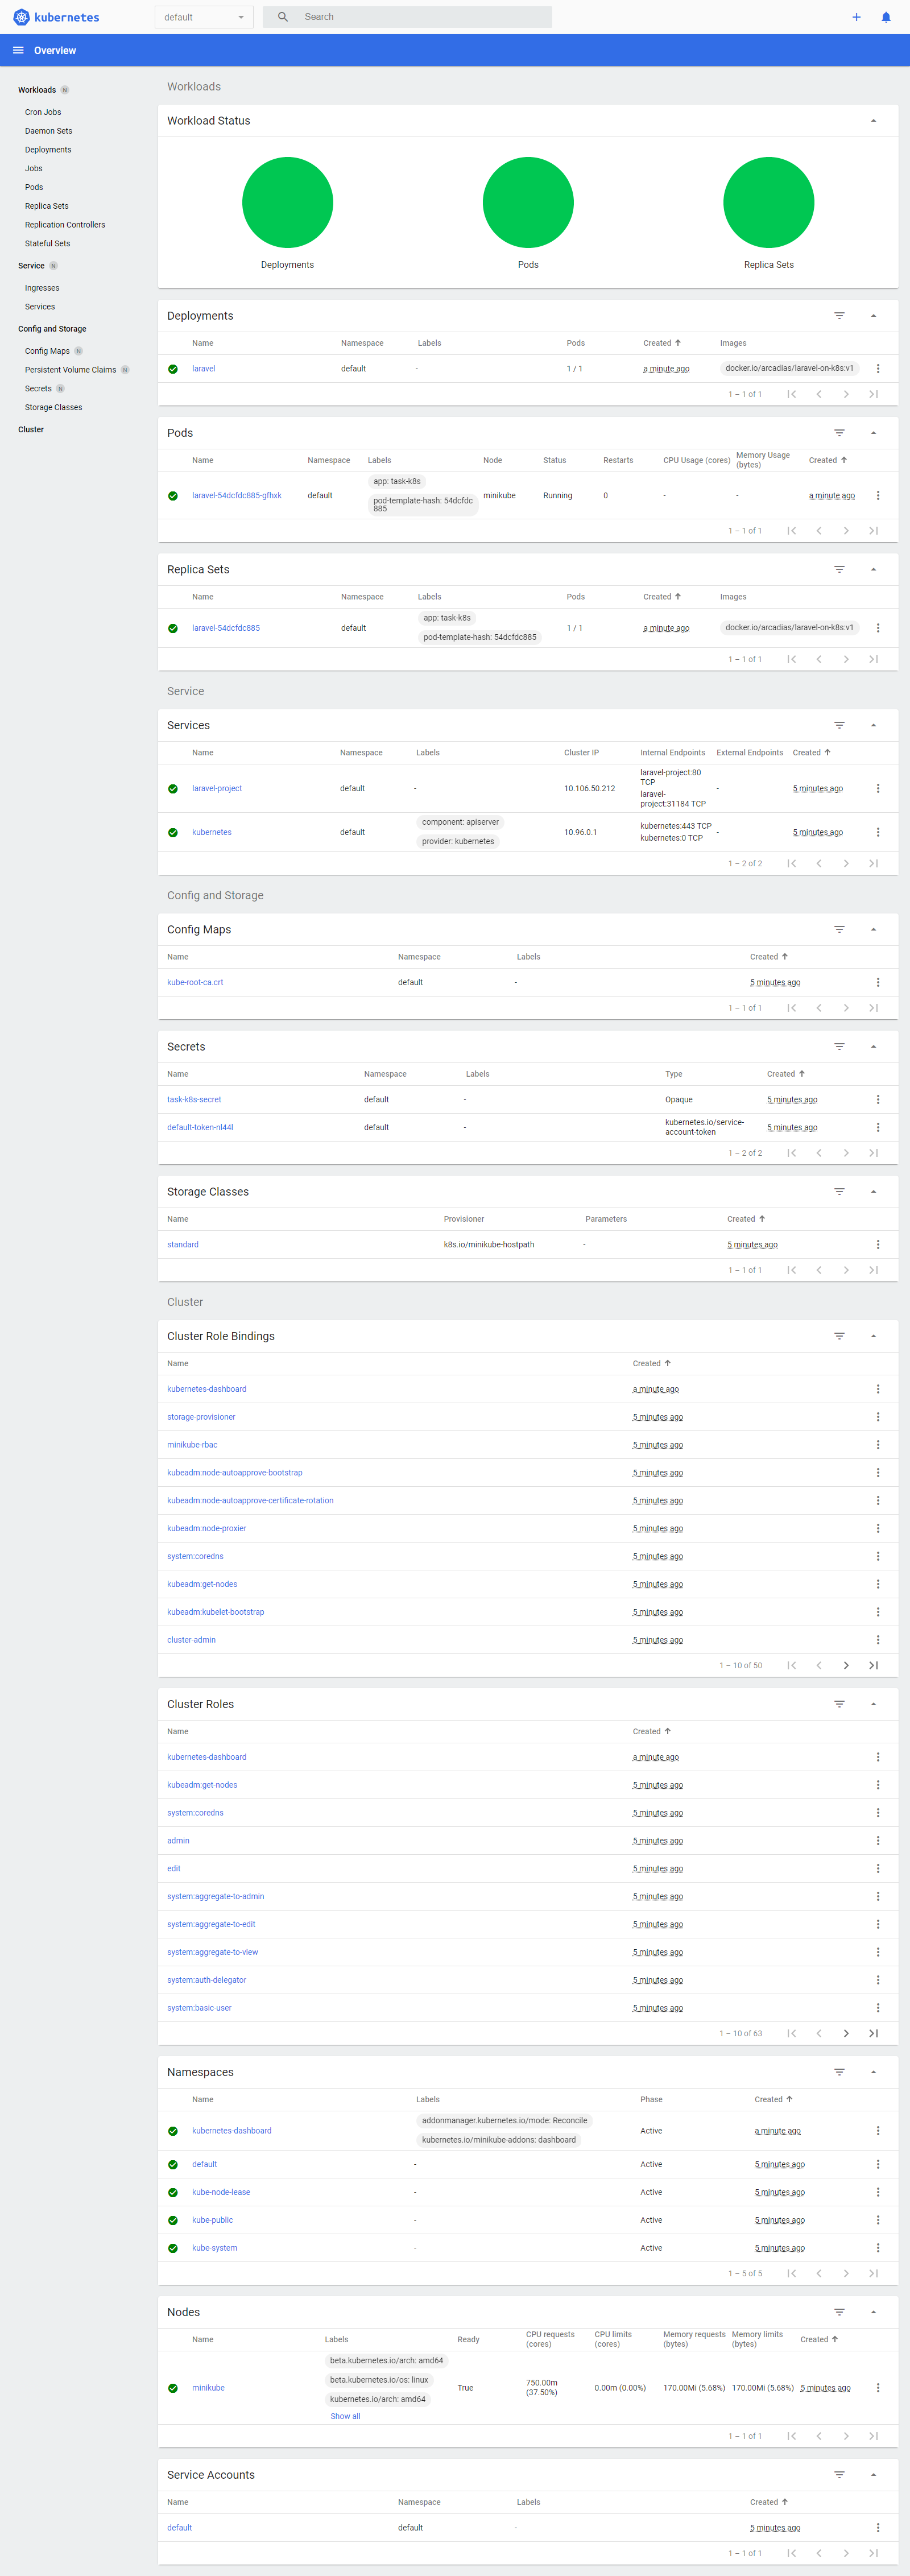 kubernetes
default
Search
Overview
Workloads N
Cron Jobs
Daemon Sets
Deployments
Jobs
Pods
Replica Sets
Replication Controllers
Stateful Sets
Service N
Ingresses
Services
Config and Storage
Config Maps N
Persistent Volume Claims N
Secrets N
Storage Classes
Cluster
Workloads
Workload Status
Deployments Pods Replica Sets
Deployments
Name Namespace Labels Pods Created Images
laravel default - 1 / 1 a minute ago docker.io/arcadias/laravel-on-k8s:v1
1 – 1 of 1
Pods
Name Namespace Labels Node Status Restarts CPU Usage (cores) Memory Usage (bytes) Created
laravel-54dcfdc885-gfhxk default app: task-k8s pod-template-hash: 54dcfdc885 minikube Running 0 - - a minute ago
1 – 1 of 1
Replica Sets
Name Namespace Labels Pods Created Images
laravel-54dcfdc885 default app: task-k8s pod-template-hash: 54dcfdc885 1 / 1 a minute ago docker.io/arcadias/laravel-on-k8s:v1
1 – 1 of 1
Service
Services
Name Namespace Labels Cluster IP Internal Endpoints External Endpoints Created
laravel-project default - 10.106.50.212 laravel-project:80 TCP laravel-project:31184 TCP - 5 minutes ago
kubernetes default component: apiserver provider: kubernetes 10.96.0.1 kubernetes:443 TCP kubernetes:0 TCP - 5 minutes ago
1 – 2 of 2
Config and Storage
Config Maps
Name Namespace Labels Created
kube-root-ca.crt default - 5 minutes ago
1 – 1 of 1
Secrets
Name Namespace Labels Type Created
task-k8s-secret default - Opaque 5 minutes ago
default-token-nl44l default - kubernetes.io/service-account-token 5 minutes ago
1 – 2 of 2
Storage Classes
Name Provisioner Parameters Created
standard k8s.io/minikube-hostpath - 5 minutes ago
1 – 1 of 1
Cluster
Cluster Role Bindings
Name Created
kubernetes-dashboard a minute ago
storage-provisioner 5 minutes ago
minikube-rbac 5 minutes ago
kubeadm:node-autoapprove-bootstrap 5 minutes ago
kubeadm:node-autoapprove-certificate-rotation 5 minutes ago
kubeadm:node-proxier 5 minutes ago
system:coredns 5 minutes ago
kubeadm:get-nodes 5 minutes ago
kubeadm:kubelet-bootstrap 5 minutes ago
cluster-admin 5 minutes ago
1 – 10 of 50
Cluster Roles
Name Created
kubernetes-dashboard a minute ago
kubeadm:get-nodes 5 minutes ago
system:coredns 5 minutes ago
admin 5 minutes ago
edit 5 minutes ago
system:aggregate-to-admin 5 minutes ago
system:aggregate-to-edit 5 minutes ago
system:aggregate-to-view 5 minutes ago
system:auth-delegator 5 minutes ago
system:basic-user 5 minutes ago
1 – 10 of 63
Namespaces
Name Labels Phase Created
kubernetes-dashboard addonmanager.kubernetes.io/mode: Reconcile kubernetes.io/minikube-addons: dashboard Active a minute ago
default - Active 5 minutes ago
kube-node-lease - Active 5 minutes ago
kube-public - Active 5 minutes ago
kube-system - Active 5 minutes ago
1 – 5 of 5
Nodes
Name Labels Ready CPU requests (cores) CPU limits (cores) Memory requests (bytes) Memory limits (bytes) Created
minikube beta.kubernetes.io/arch: amd64 beta.kubernetes.io/os: linux kubernetes.io/arch: amd64 Show all True 750.00m (37.50%) 0.00m (0.00%) 170.00Mi (5.68%) 170.00Mi (5.68%) 5 minutes ago
1 – 1 of 1
Service Accounts
Name Namespace Labels Created
default default - 5 minutes ago
1 – 1 of 1